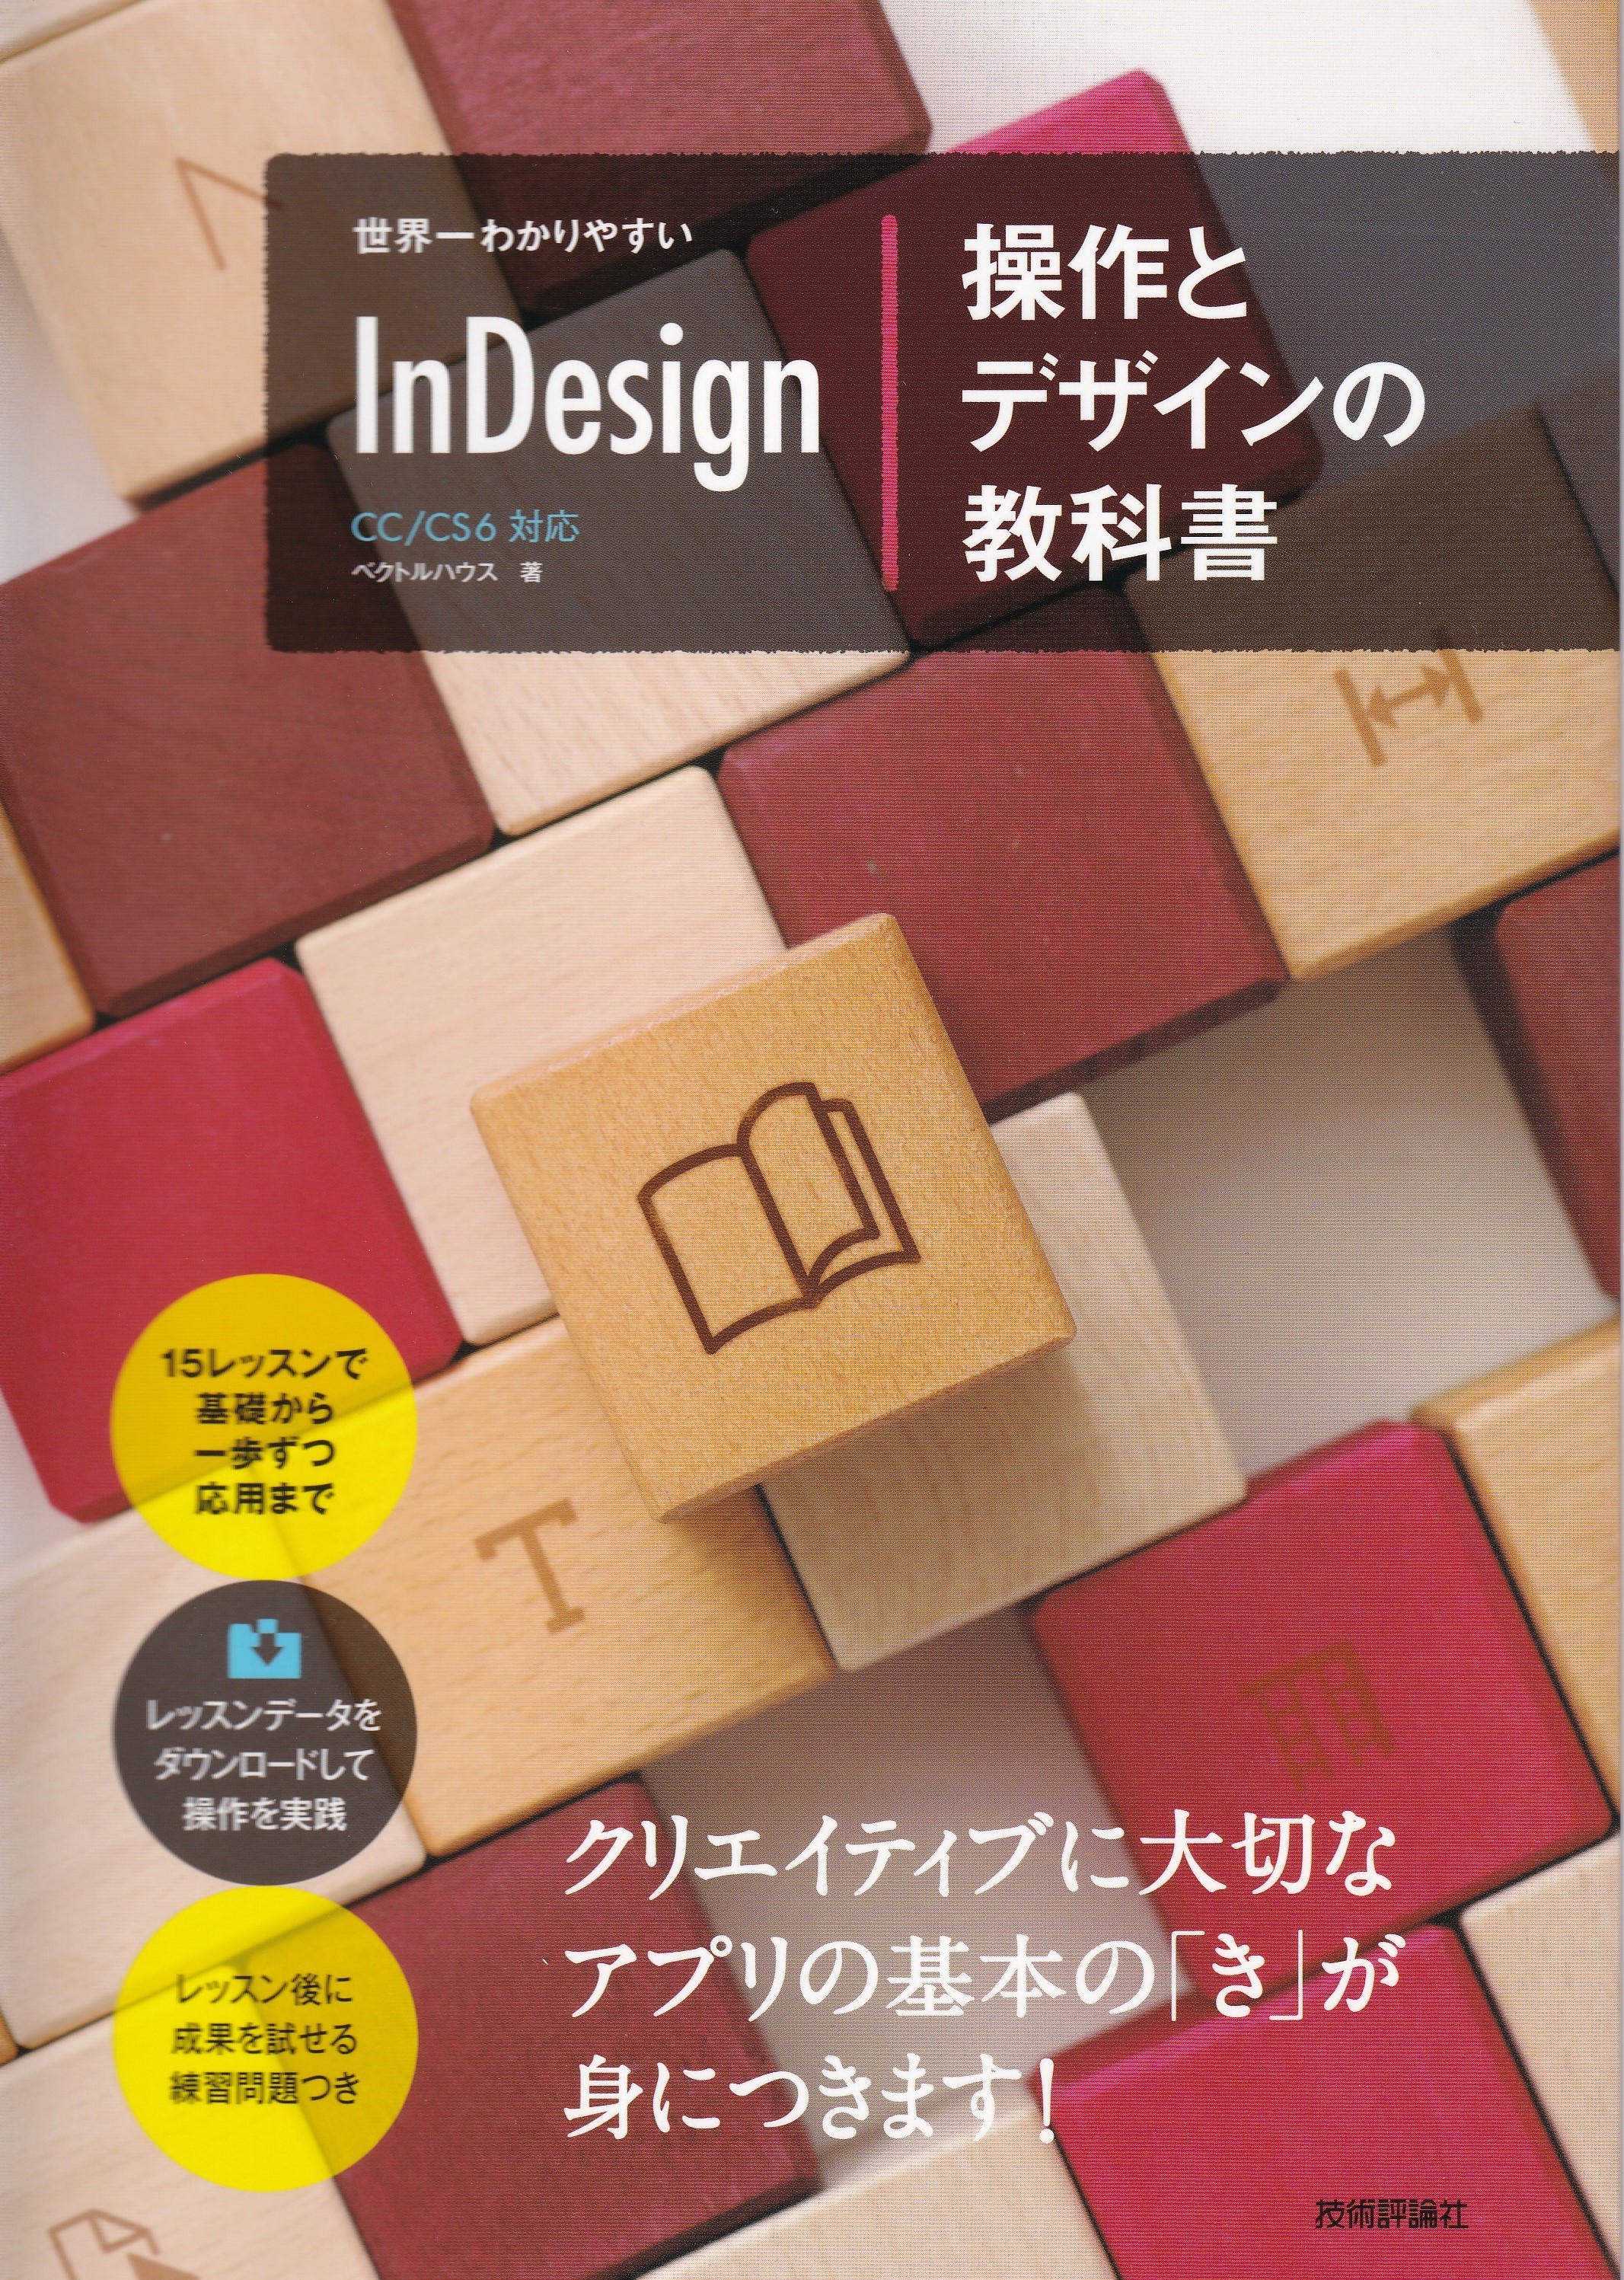 世界一わかりやすい
InDesign
CC/CS6 対応
ベクトルハウス 著
操作と
デザインの
教科書
15レッスンで
基礎から
一歩ずつ
応用まで
レッスンデータを
ダウンロードして
操作を実践
レッスン後に
成果を試せる
練習問題つき
T
クリエイティブに大切な
アプリの基本の「き」が
身につきます!
技術評論社